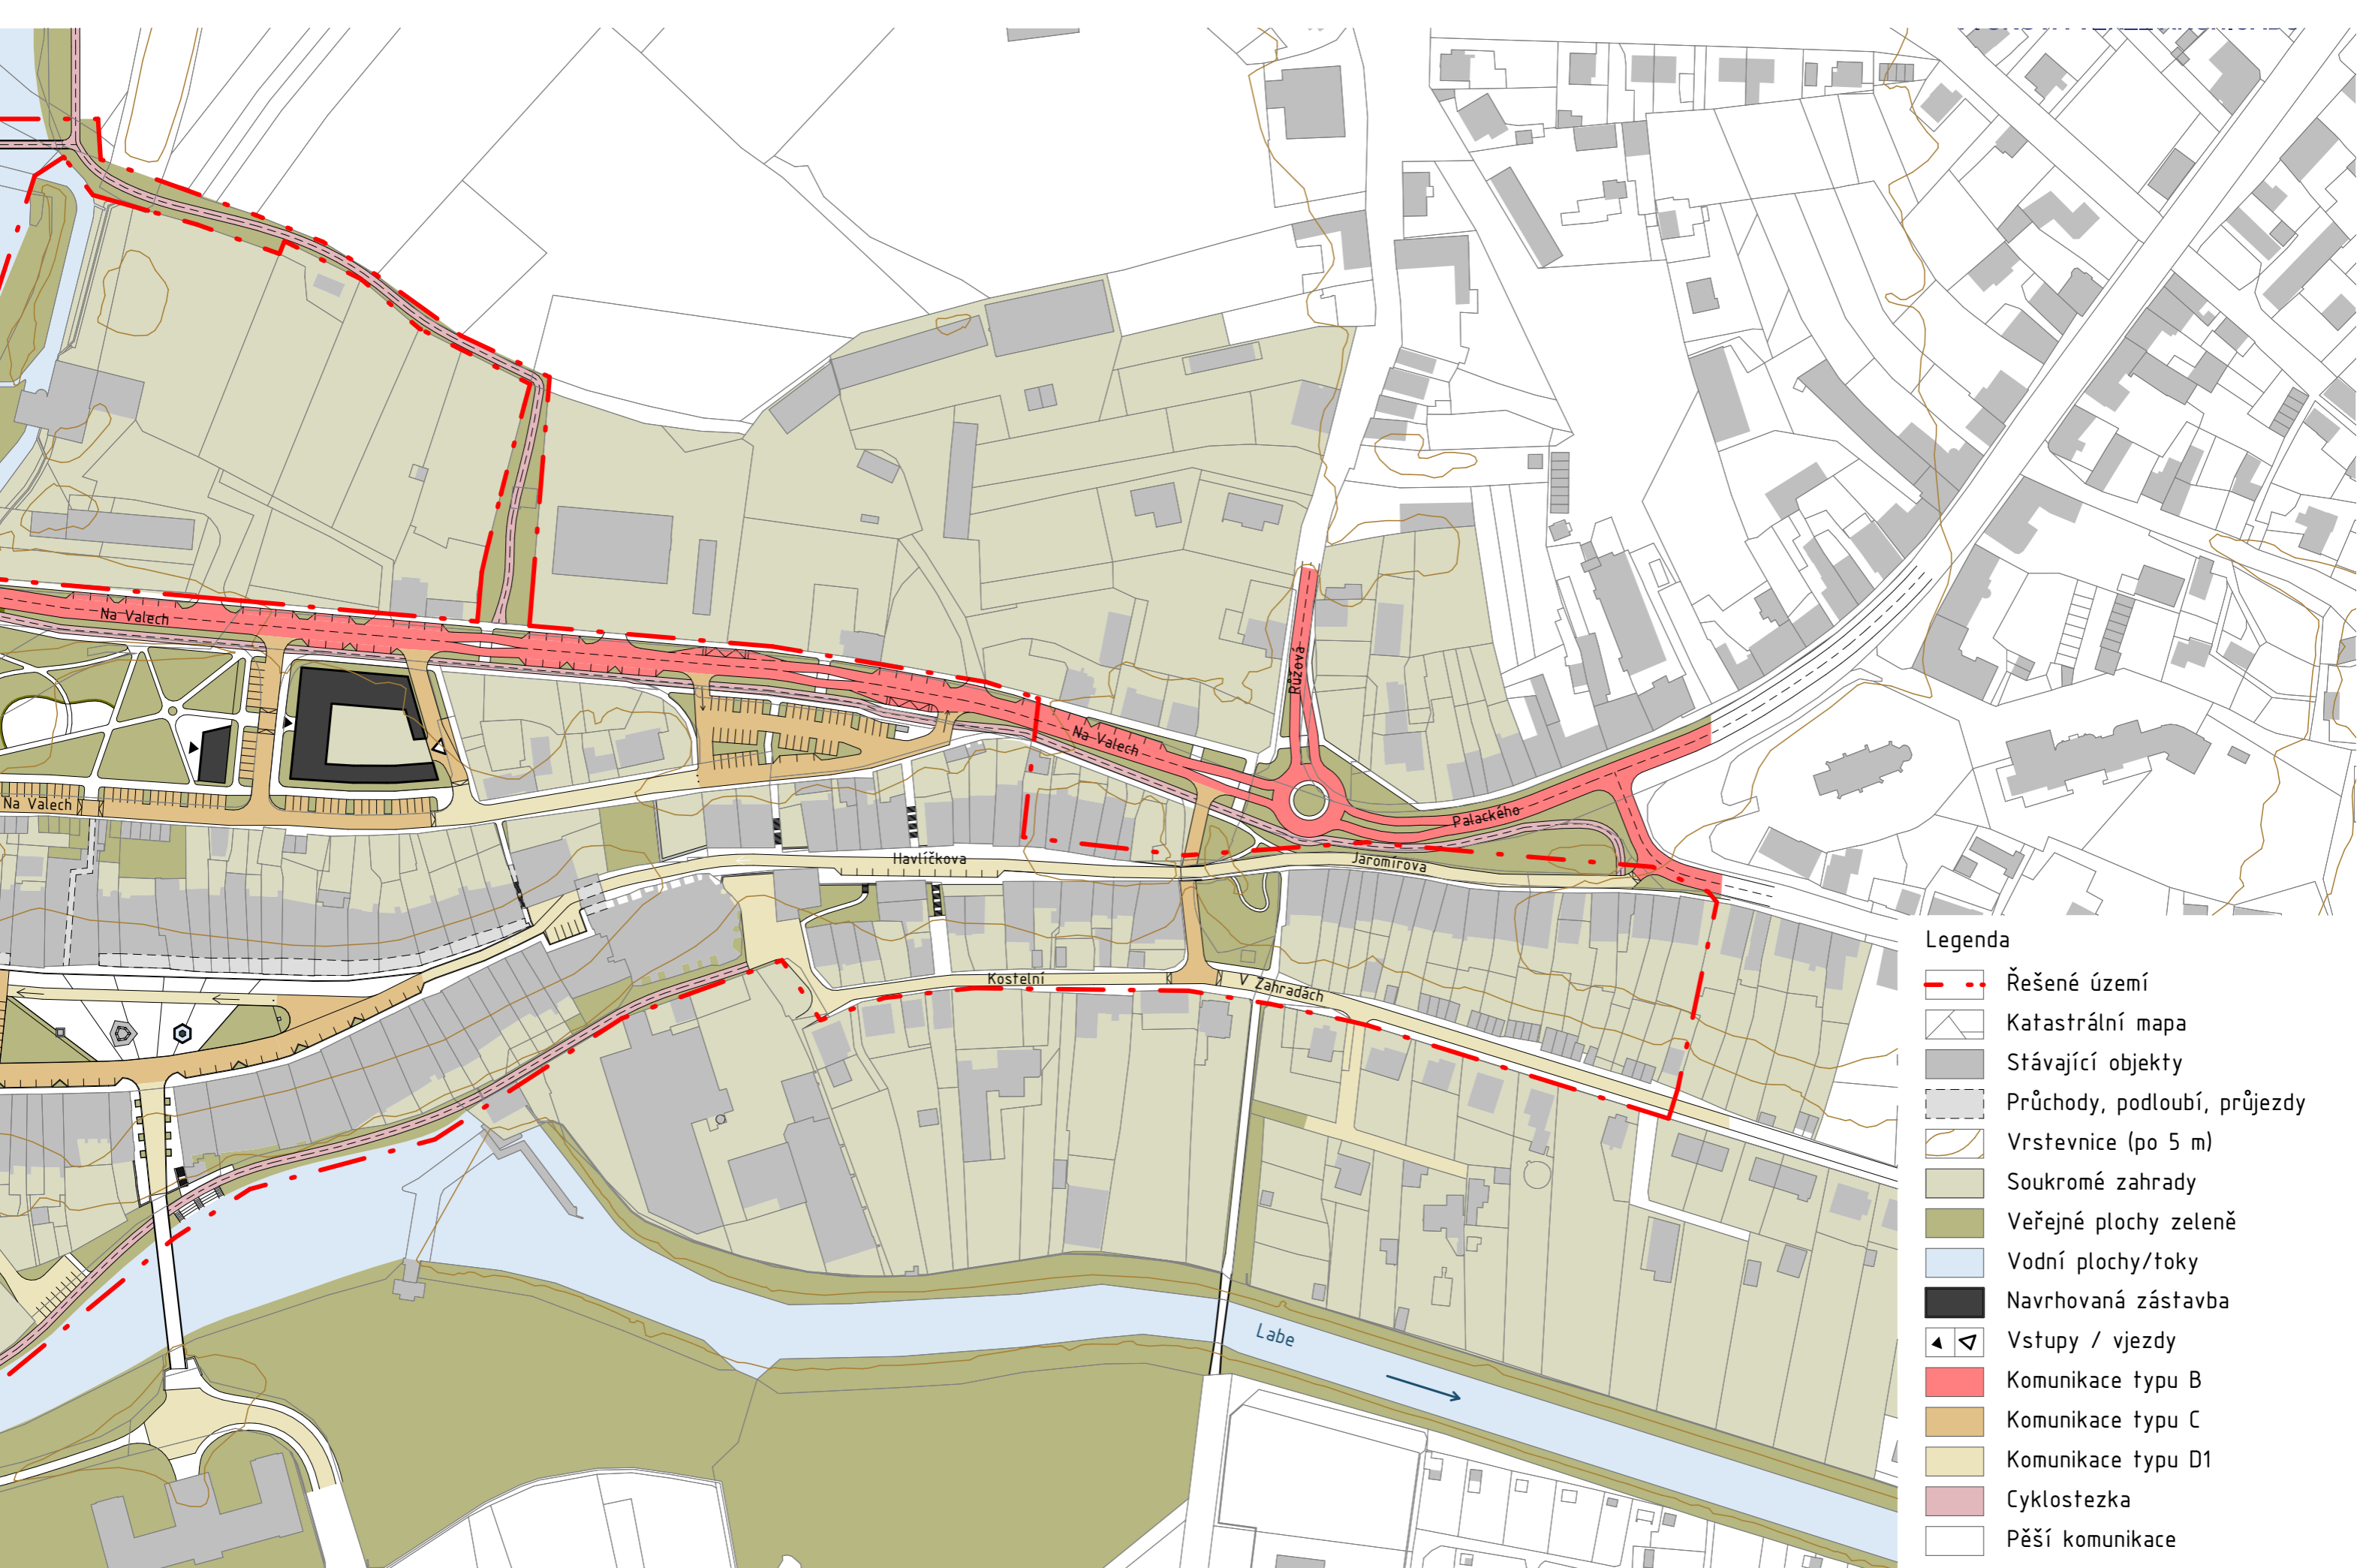 Na Valech
Růžová
Na Valech
Na Valech
Palackého
Havlíčkova
Jaromírova
Kostelní
V Zahradách
Labe
Legenda
Řešené území
Katastrální mapa
Stávající objekty
Průchody, podloubí, průjezdy
Vrstevnice (po 5 m)
Soukromé zahrady
Veřejné plochy zeleně
Vodní plochy/toky
Navrhovaná zástavba
Vstupy / vjezdy
Komunikace typu B
Komunikace typu C
Komunikace typu D1
Cyklostezka
Pěší komunikace